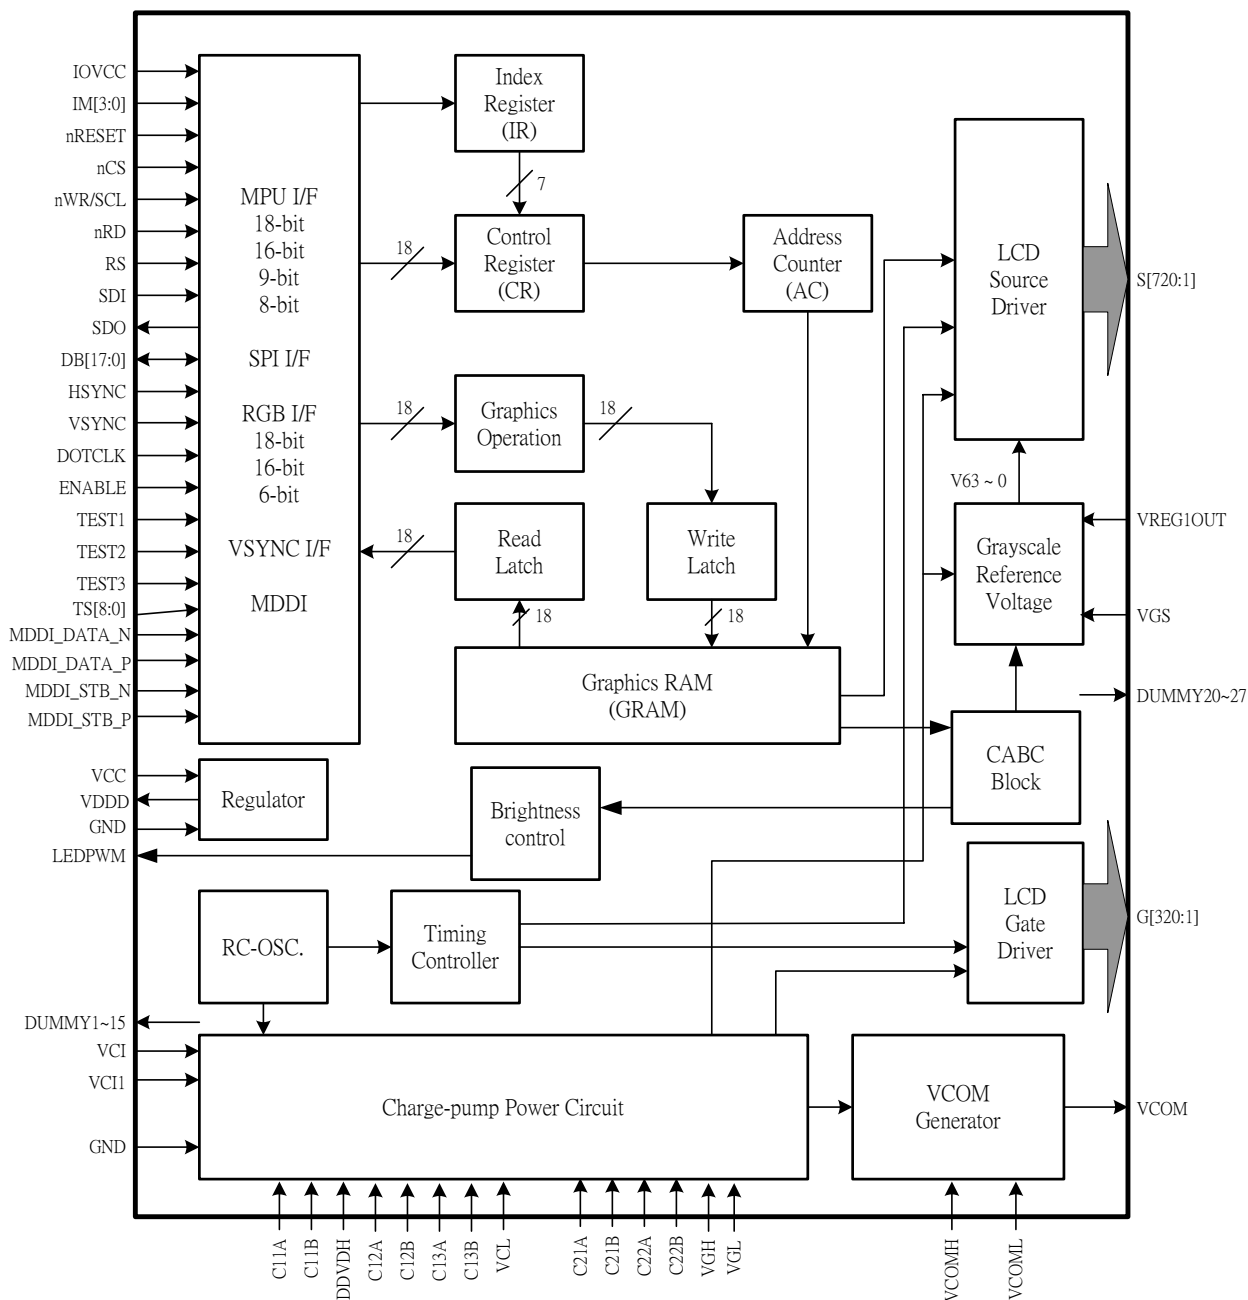 IOVCC
IM[3:0]
nRESET
nCS
nWR/SCL
nRD
RS
SDI
SDO
DB[17:0]
HSYNC
VSYNC
DOTCLK
ENABLE
TEST1
TEST2
TEST3
TS[8:0]
MDDI_DATA_N
MDDI_DATA_P
MDDI_STB_N
MDDI_STB_P
VCC
VDDD
GND
LEDPWM
DUMMY1~15
VCI
VCI1
GND
MPU I/F
18-bit
16-bit
9-bit
8-bit
SPI I/F
RGB I/F
18-bit
16-bit
6-bit
VSYNC I/F
MDDI
Index
Register
(IR)
7
18
Control
Register
(CR)
Address
Counter
(AC)
18
Graphics
Operation
18
18
Read
Latch
Write
Latch
18
18
Graphics RAM
(GRAM)
LCD
Source
Driver
S[720:1]
V63 ~ 0
Grayscale
Reference
Voltage
VREG1OUT
VGS
DUMMY20~27
CABC
Block
Regulator
Brightness
control
RC-OSC.
Timing
Controller
LCD
Gate
Driver
G[320:1]
Charge-pump Power Circuit
VCOM
Generator
VCOM
C11A
C11B
DDVDH
C12A
C12B
C13A
C13B
VCL
C21A
C21B
C22A
C22B
VGH
VGL
VCOMH
VCOML